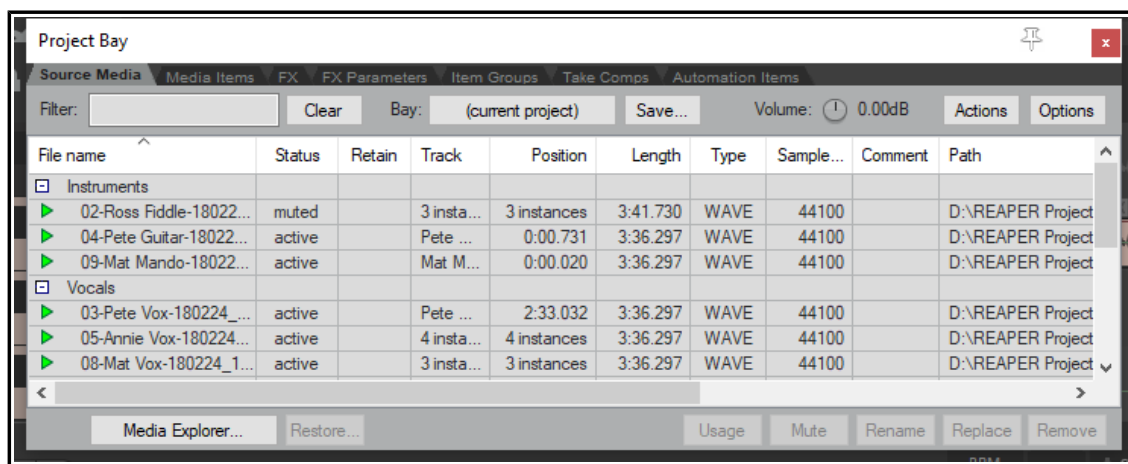 Project Bay
x
Source Media Media Items FX FX Parameters Item Groups Take Comps Automation Items
Filter: Clear Bay: (current project) Save... Volume: 0.00dB Actions Options
File name Status Retain Track Position Length Type Sample... Comment Path
Instruments
02-Ross Fiddle-18022... muted 3 insta... 3 instances 3:41.730 WAVE 44100 D:\REAPER Project
04-Pete Guitar-18022... active Pete ... 0:00.731 3:36.297 WAVE 44100 D:\REAPER Project
09-Mat Mando-18022... active Mat M... 0:00.020 3:36.297 WAVE 44100 D:\REAPER Project
Vocals
03-Pete Vox-180224_... active Pete ... 2:33.032 3:36.297 WAVE 44100 D:\REAPER Project
05-Annie Vox-180224... active 4 insta... 4 instances 3:36.297 WAVE 44100 D:\REAPER Project
08-Mat Vox-180224_1... active 3 insta... 3 instances 3:36.297 WAVE 44100 D:\REAPER Project
Media Explorer... Restore... Usage Mute Rename Replace Remove